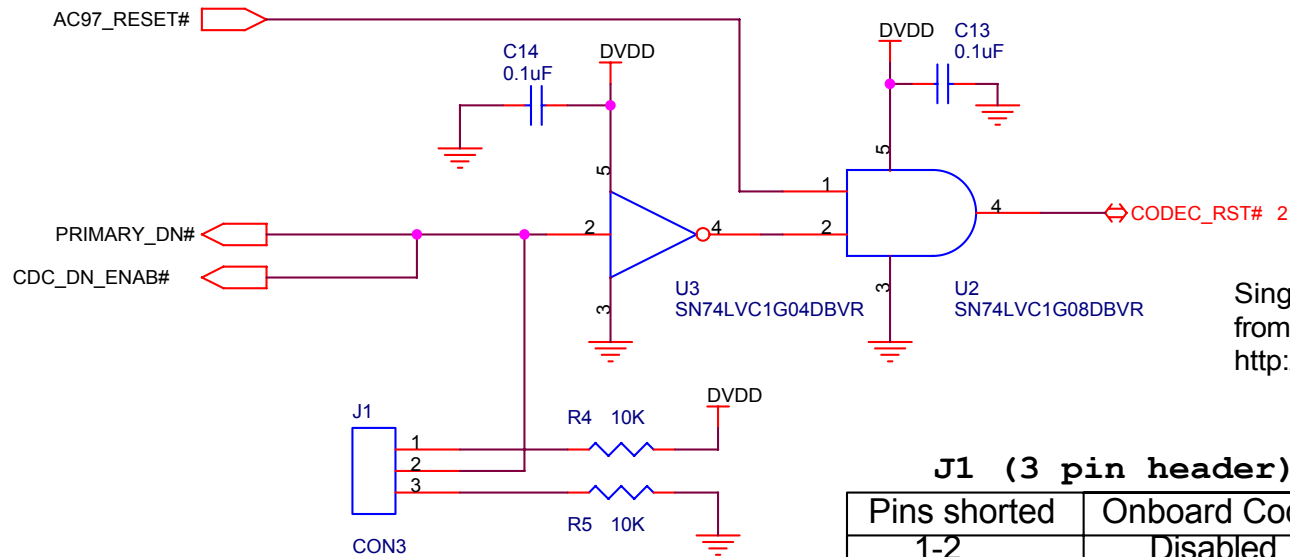 AC97_RESET#
C14
0.1uF
DVDD
DVDD
C13
0.1uF
5
5
1
PRIMARY_DN#
2
4
2
4
CODEC_RST# 2
CDC_DN_ENAB#
3
U3
SN74LVC1G04DBVR
3
U2
SN74LVC1G08DBVR
Sing
from
http:
J1
R4 10K
DVDD
1
2
3
R5 10K
CON3
J1 (3 pin header)
Pins shorted
Onboard Cod
1-2
Disabled